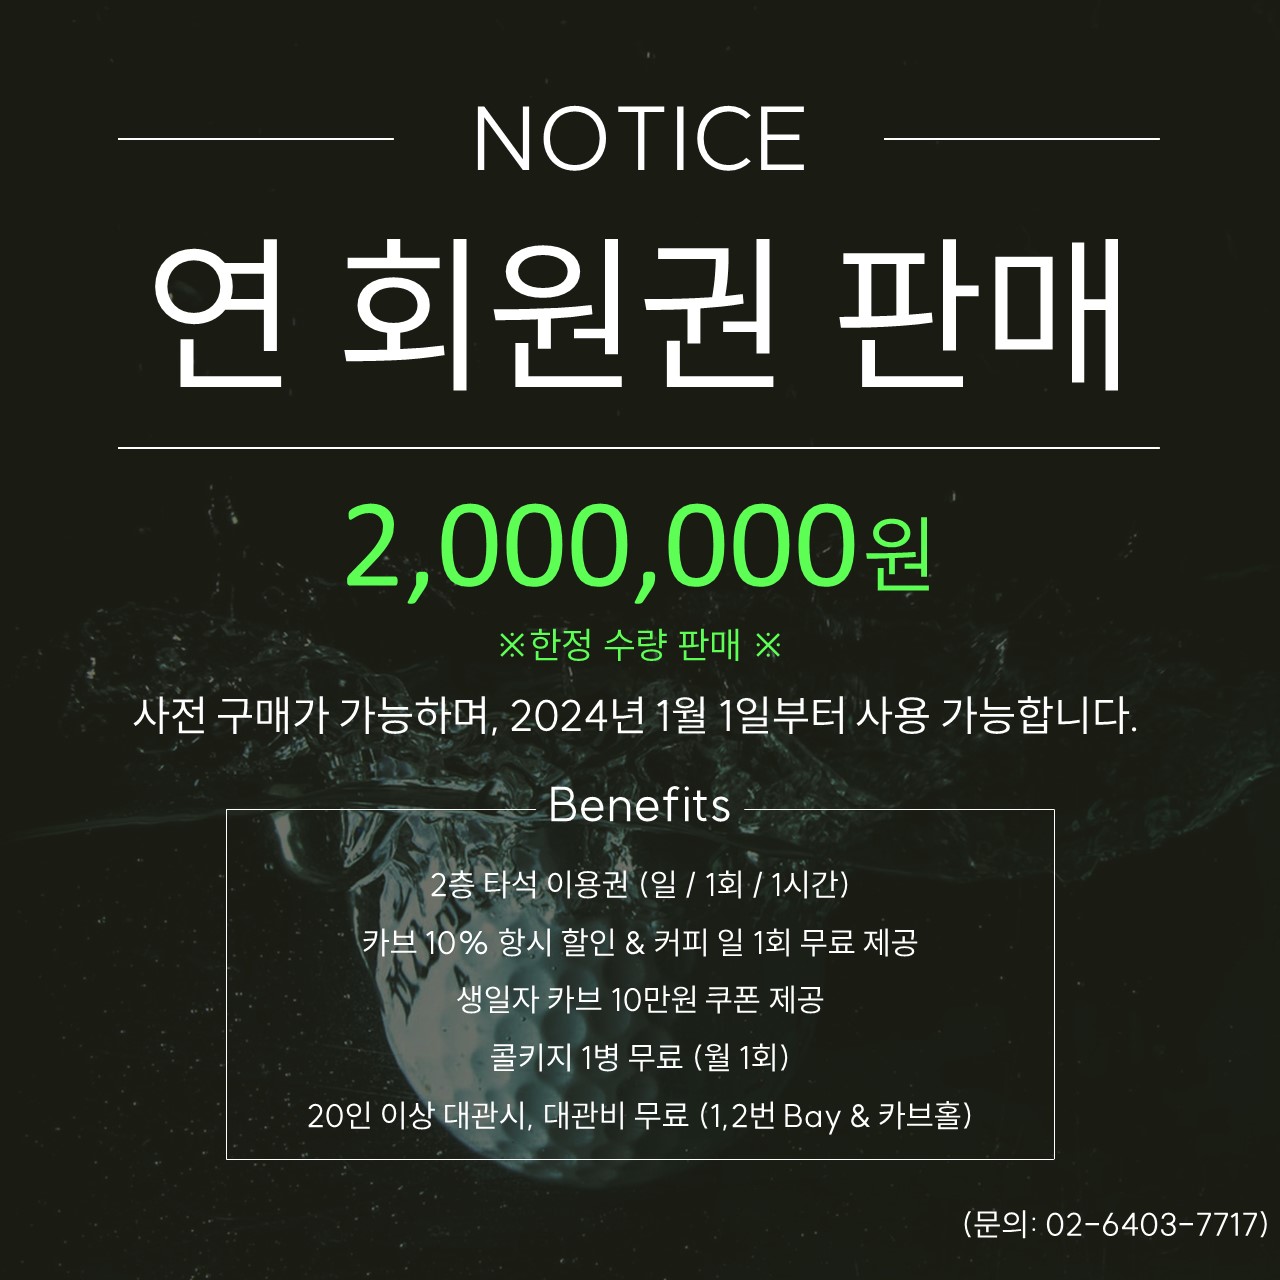 NOTICE
연 회원권 판매
2,000,000원
※한정 수량 판매 ※
사전 구매가 가능하며, 2024년 1월 1일부터 사용 가능합니다.
Benefits
2층 타석 이용권 (일 / 1회 / 1시간)
카브 10% 항시 할인 & 커피 일 1회 무료 제공
생일자 카브 10만원 쿠폰 제공
콜키지 1병 무료 (월 1회)
20인 이상 대관시, 대관비 무료 (1,2번 Bay & 카브홀)
(문의: 02-6403-7717)